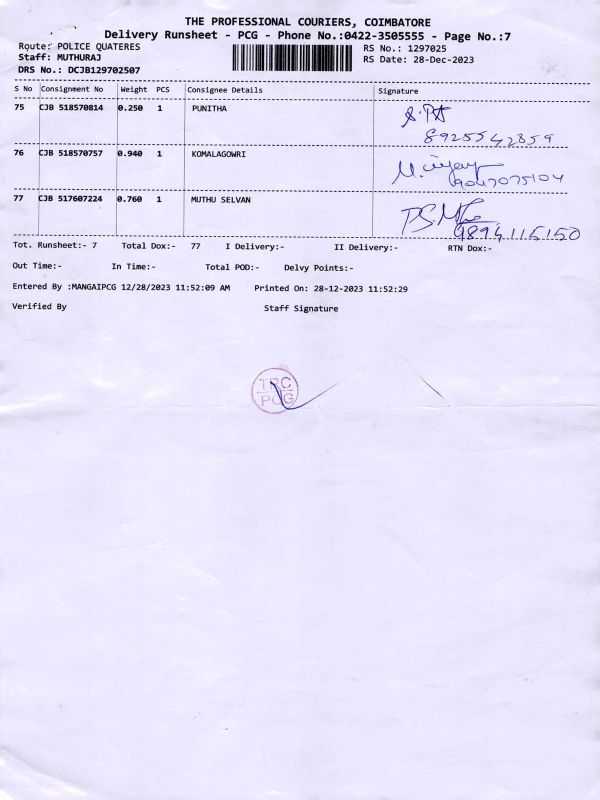 THE PROFESSIONAL COURIERS, COIMBATORE
Delivery Runsheet - PCG - Phone No.:0422-3505555 - Page No.:7
Route: POLICE QUATERES RS No.: 1297025
Staff: MUTHURAJ RS Date: 28-Dec-2023
DRS No.: DCJB129702507
S No Consignment No Weight PCS Consignee Details Signature
75 CJB 518570814 0.250 1 PUNITHA
8925542859
76 CJB 518570757 0.940 1 KOMALAGOWRI
9047075104
77 CJB 517607224 0.760 1 MUTHU SELVAN
9894115150
Tot. Runsheet:- 7 Total Dox:- 77 I Delivery:- II Delivery:- RTN Dox:-
Out Time:- In Time:- Total POD:- Delvy Points:-
Entered By :MANGAIPCG 12/28/2023 11:52:09 AM Printed On: 28-12-2023 11:52:29
Verified By Staff Signature
PCG